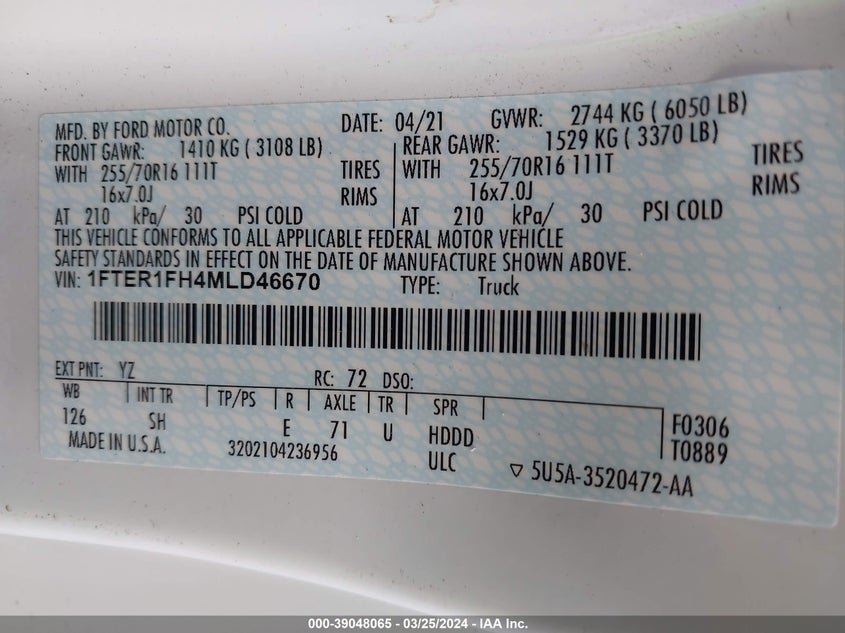 MFD. BY FORD MOTOR CO. DATE: 04/21 GVWR: 2744 KG ( 6050 LB)
FRONT GAWR: 1410 KG ( 3108 LB) REAR GAWR: 1529 KG ( 3370 LB)
WITH 255/70R16 111T TIRES WITH 255/70R16 111T TIRES
16x7.0J RIMS 16x7.0J RIMS
AT 210 kPa/ 30 PSI COLD AT 210 kPa/ 30 PSI COLD
THIS VEHICLE CONFORMS TO ALL APPLICABLE FEDERAL MOTOR VEHICLE
SAFETY STANDARDS IN EFFECT ON THE DATE OF MANUFACTURE SHOWN ABOVE.
VIN: 1FTER1FH4MLD46670 TYPE: Truck
EXT PNT: YZ RC: 72 DSO:
WB INT TR TP/PS R AXLE TR SPR
126 SH E 71 U HDDD F0306
MADE IN U.S.A. 3202104236956 ULC T0889
5U5A-3520472-AA
000-39048065 - 03/25/2024 - IAA Inc.